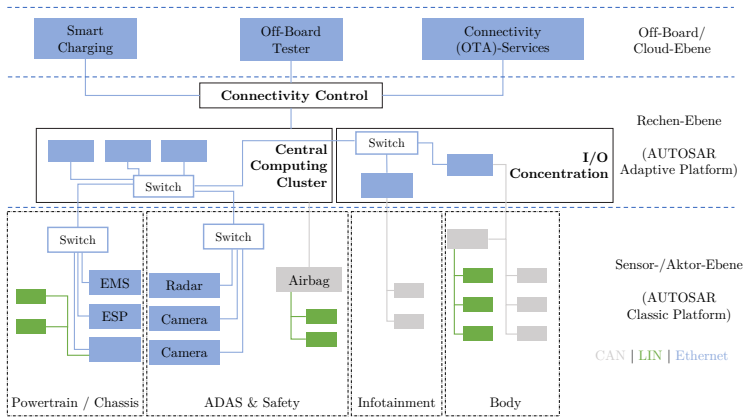 Smart
Charging
Off-Board
Tester
Connectivity
(OTA)-Services
Off-Board/
Cloud-Ebene
Connectivity Control
Central
Computing
Cluster
Switch
Switch
I/O
Concentration
Rechen-Ebene
(AUTOSAR
Adaptive Platform)
Switch
EMS
ESP
Powertrain / Chassis
Switch
Radar
Camera
Camera
Airbag
ADAS & Safety
Infotainment
Body
Sensor-/Aktor-Ebene
(AUTOSAR
Classic Platform)
CAN | LIN | Ethernet